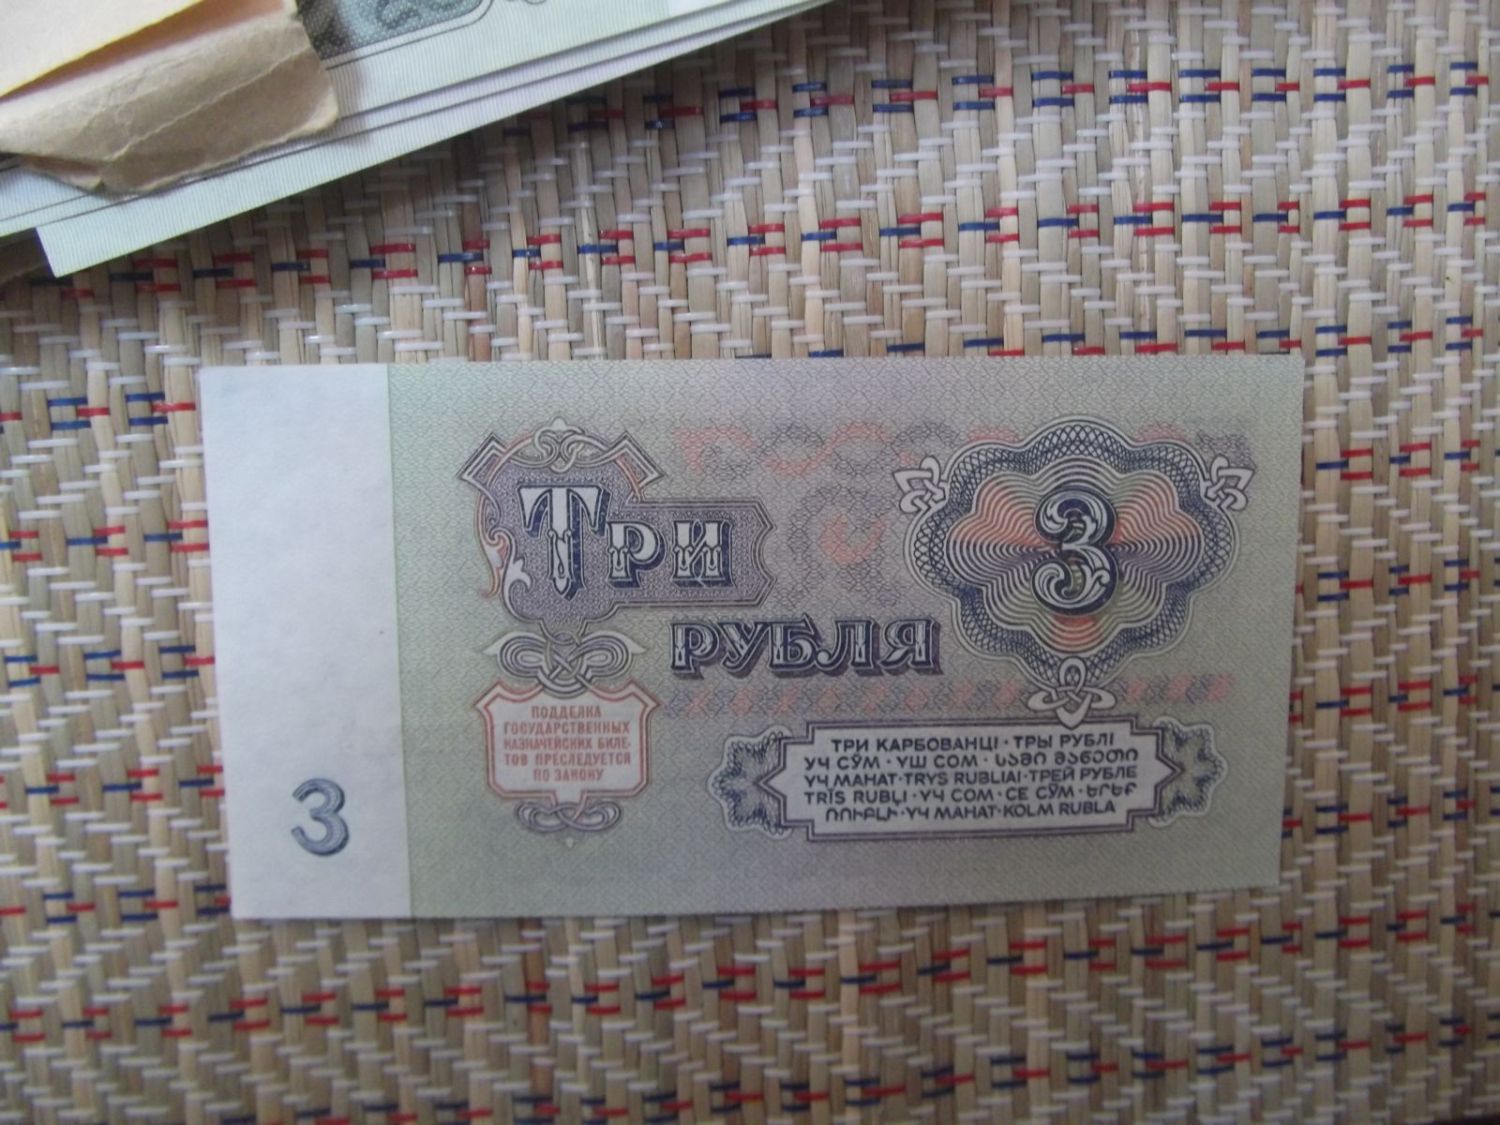 Три
3
рубля
ПОДДЕЛКА
ГОСУДАРСТВЕННЫХ
КАЗНАЧЕЙСКИХ БИЛЕ-
ТОВ ПРЕСЛЕДУЕТСЯ
ПО ЗАКОНУ
ТРИ КАРБОВАНЦІ · ТРЫ РУБЛІ
УЧ СЎМ · ҮШ СОМ · ᲡᲐᲛᲘ ᲛᲐᲜᲔᲗᲘ
ҮЧ МАНАТ · TRYS RUBLIAI · ТРЕЙ РУБЛЕ
TRĪS RUBĻI · ҮЧ СОМ · СЕ СӮМ · ԵՐԵՔ
ՌՈՒԲԼԻ · ҮЧ МАНАТ · KOLM RUBLA
3